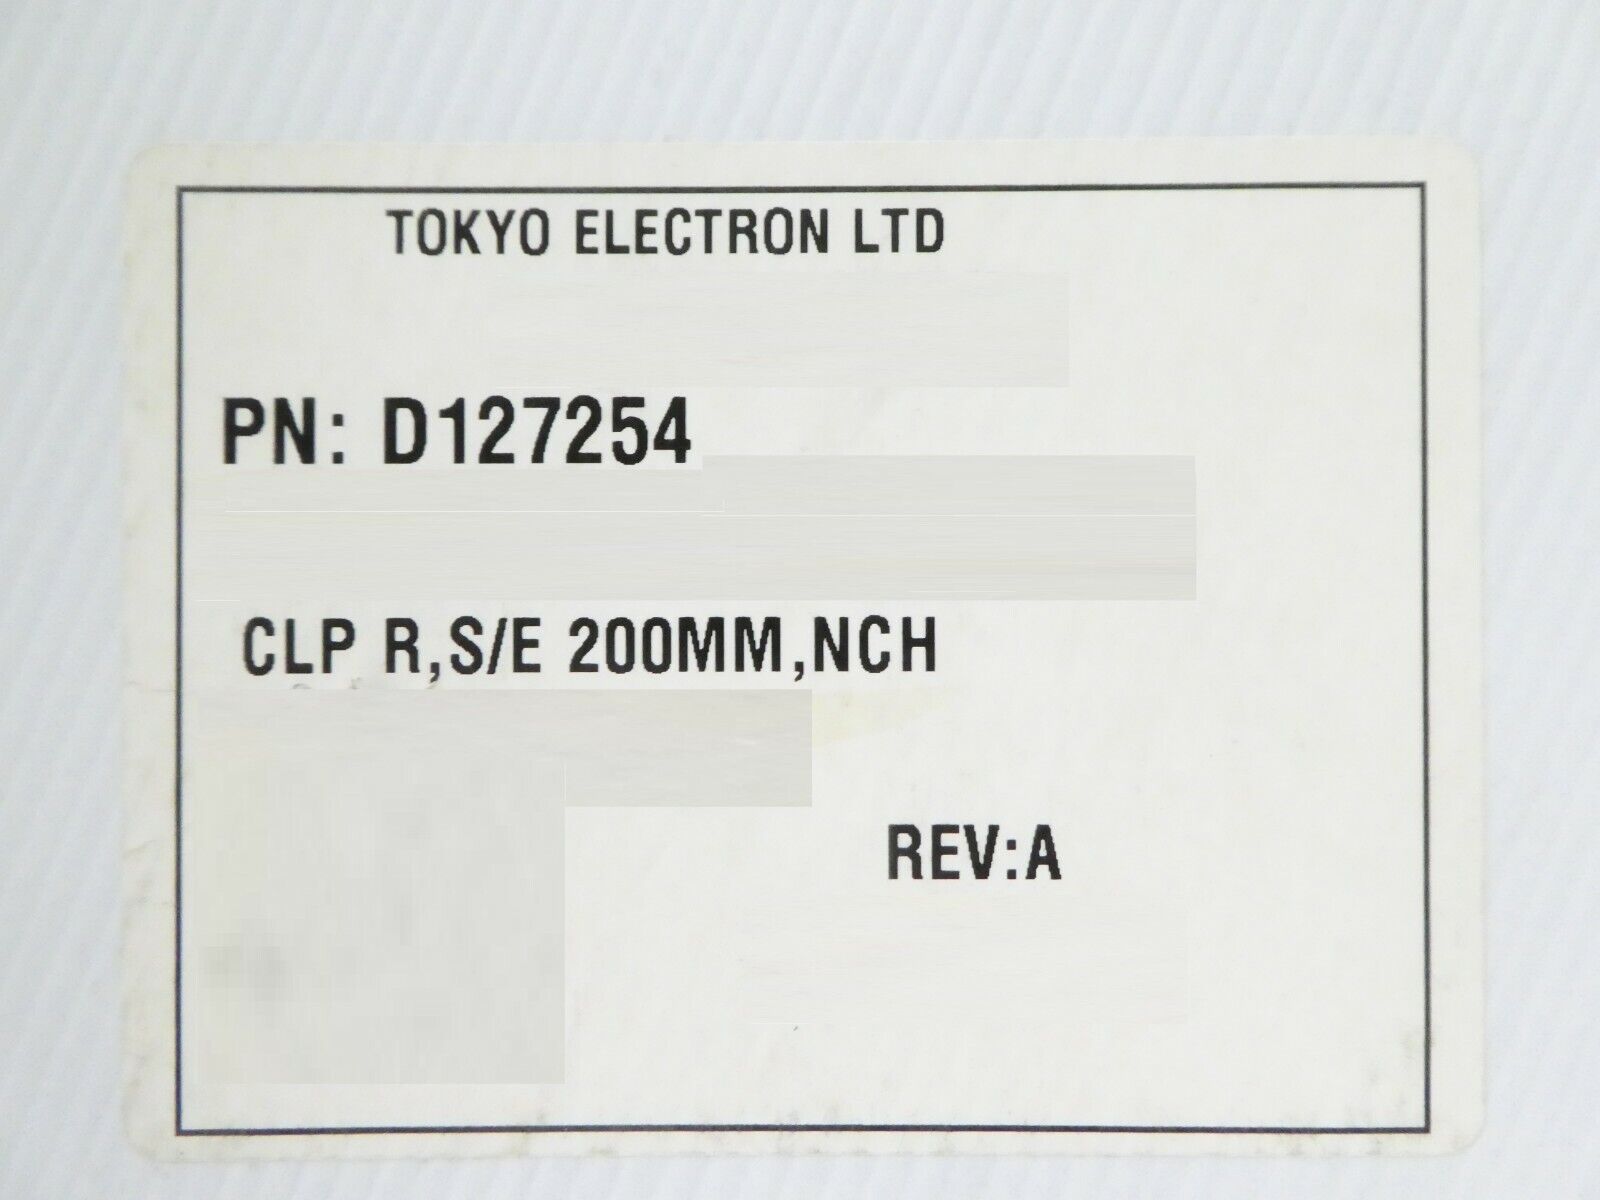 TOKYO ELECTRON LTD
PN: D127254
CLP R,S/E 200MM,NCH
REV:A